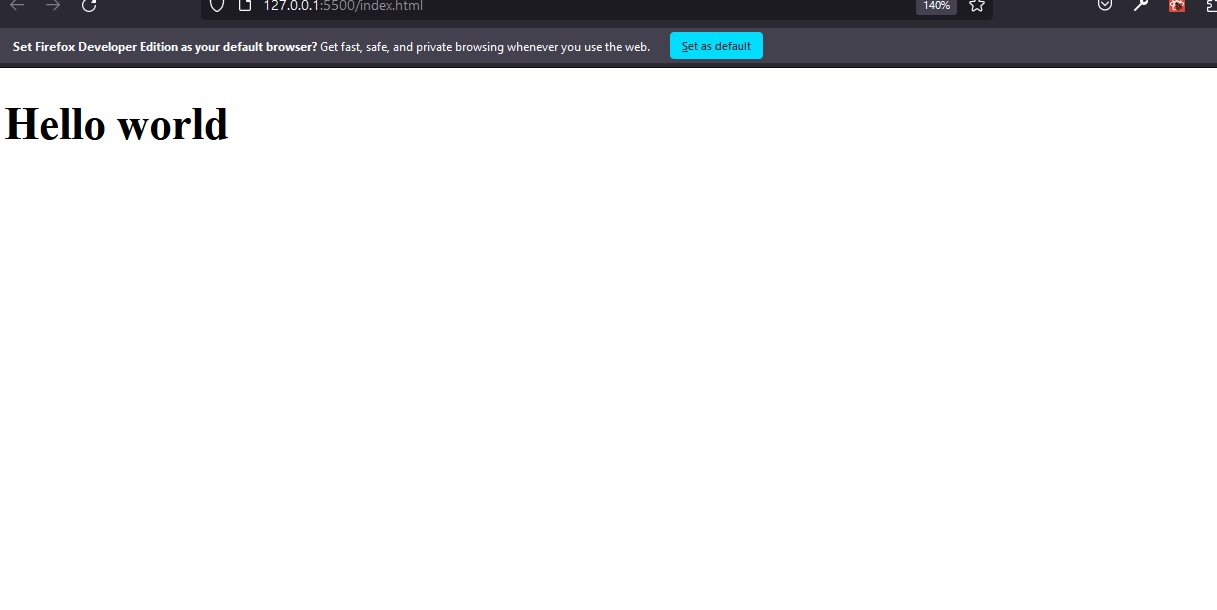 127.0.0.1:5500/index.html
140%
Set Firefox Developer Edition as your default browser? Get fast, safe, and private browsing whenever you use the web.
Set as default
Hello world